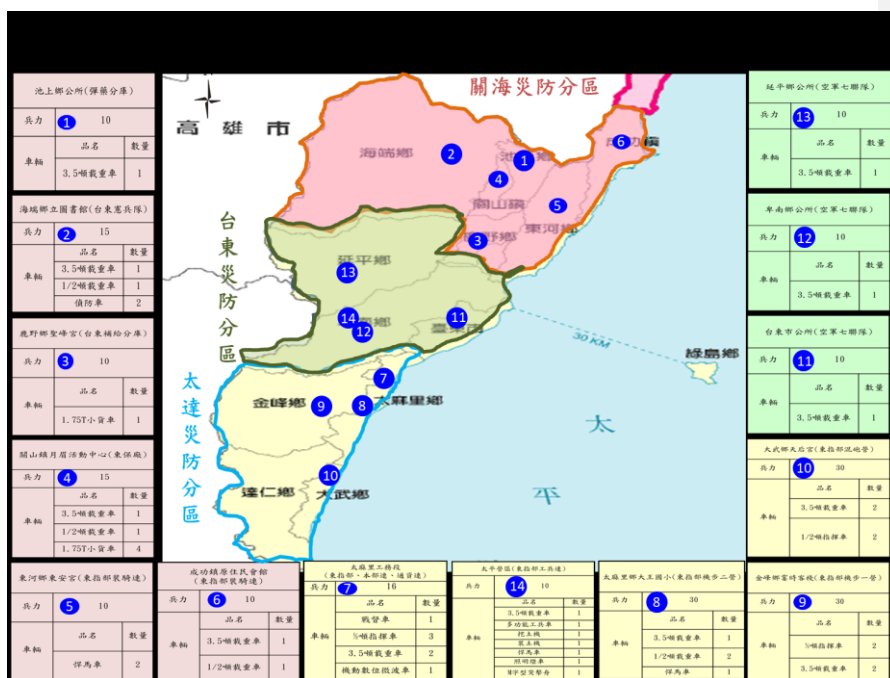 池上鄉公所(彈藥分庫)
兵力 1 10
車輛 品名 數量
3.5噸載重車 1
海端鄉立圖書館(台東憲兵隊)
兵力 2 15
車輛 品名 數量
3.5噸載重車 1
1/2噸載重車 1
偵防車 2
鹿野鄉聖峰宮(台東補給分庫)
兵力 3 10
車輛 品名 數量
1.75T小貨車 1
關山鎮月眉活動中心(東保廠)
兵力 4 15
車輛 品名 數量
3.5噸載重車 1
1/2噸載重車 1
1.75T小貨車 4
東河鄉東安宮(東指部裝騎連)
兵力 5 10
車輛 品名 數量
悍馬車 2
成功鎮原住民會館
(東指部裝騎連)
兵力 6 10
車輛 品名 數量
3.5噸載重車 1
1/2噸載重車 1
太麻里工務段
(東指部、本部連、通資連)
兵力 7 16
車輛 品名 數量
戰督車 1
½噸指揮車 3
3.5噸載重車 2
機動數位微波車 1
太平營區(東指部工兵連)
兵力 14 10
車輛 品名 數量
3.5噸載重車 1
多功能工兵車 1
挖土機 1
裝土機 1
悍馬車 1
照明燈車 1
M9型突擊舟 1
太麻里鄉大王國小(東指部機步二營)
兵力 8 30
車輛 品名 數量
3.5噸載重車 1
1/2噸載重車 2
悍馬車 1
金峰鄉嘉峙客棧(東指部機步一營)
兵力 9 30
車輛 品名 數量
½噸指揮車 2
3.5噸載重車 2
大武鄉天后宮(東指部混砲營)
兵力 10 30
車輛 品名 數量
3.5噸載重車 2
1/2噸指揮車 2
台東市公所(空軍七聯隊)
兵力 11 10
車輛 品名 數量
3.5噸載重車 1
卑南鄉公所(空軍七聯隊)
兵力 12 10
車輛 品名 數量
3.5噸載重車 1
延平鄉公所(空軍七聯隊)
兵力 13 10
車輛 品名 數量
3.5噸載重車 1
關海災防分區
高雄市
海端鄉 2
1
6
4
關山鎮
5
東河鄉
3
台東災防分區
延平鄉
13
14
12
11
30 KM
綠島鄉
太達災防分區
7
金峰鄉 9
8 太麻里鄉
太平
10
達仁鄉
大武鄉